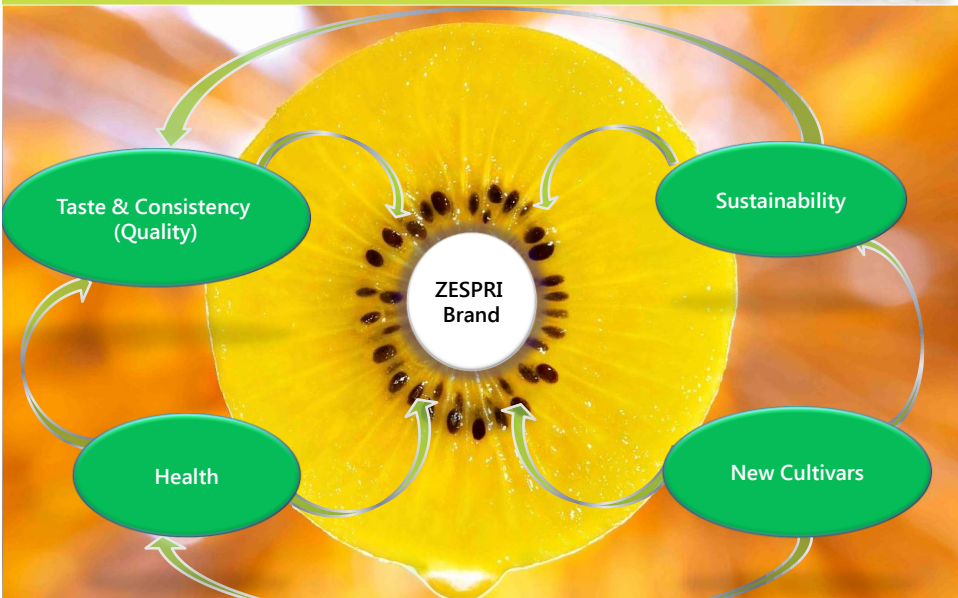 Taste & Consistency
(Quality)
Sustainability
ZESPRI
Brand
Health
New Cultivars